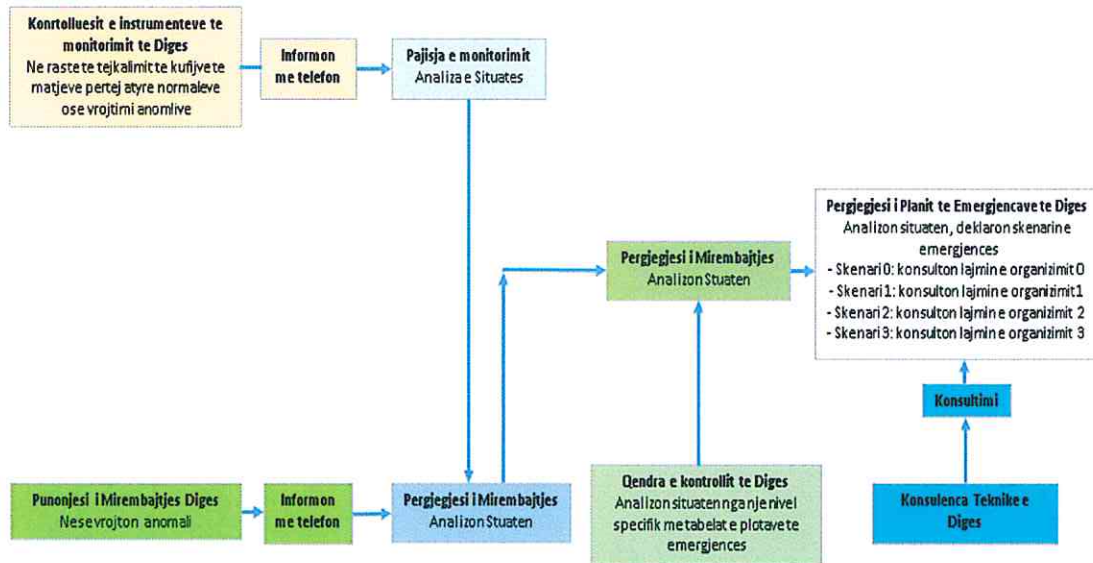 Konrtolluesit e instrumenteve te
monitorimit te Diges
Ne raste te tejkalimit te kufijve te
matjeve pertej atyre normaleve
ose vrojtimi anomlive
Informon
me telefon
Pajisja e monitorimit
Analiza e Situates
Pergjegjesi i Planit te Emergjencave te Diges
Analizon situaten, deklaron skenarin e
emergjences
- Skenari 0: konsulton lajmin e organizimit 0
- Skenari 1: konsulton lajmin e organizimit 1
- Skenari 2: konsulton lajmin e organizimit 2
- Skenari 3: konsulton lajmin e organizimit 3
Pergjegjesi i Mirembajtjes
Analizon Stuaten
Konsultimi
Punonjesi i Mirembajtjes Diges
Nese vrojton anomali
Informon
me telefon
Pergjegjesi i Mirembajtjes
Analizon Stuaten
Qendra e kontrollit te Diges
Analizon situaten nga nje nivel
specifik me tabelat e plotave te
emergjences
Konsulenca Teknike e
Diges